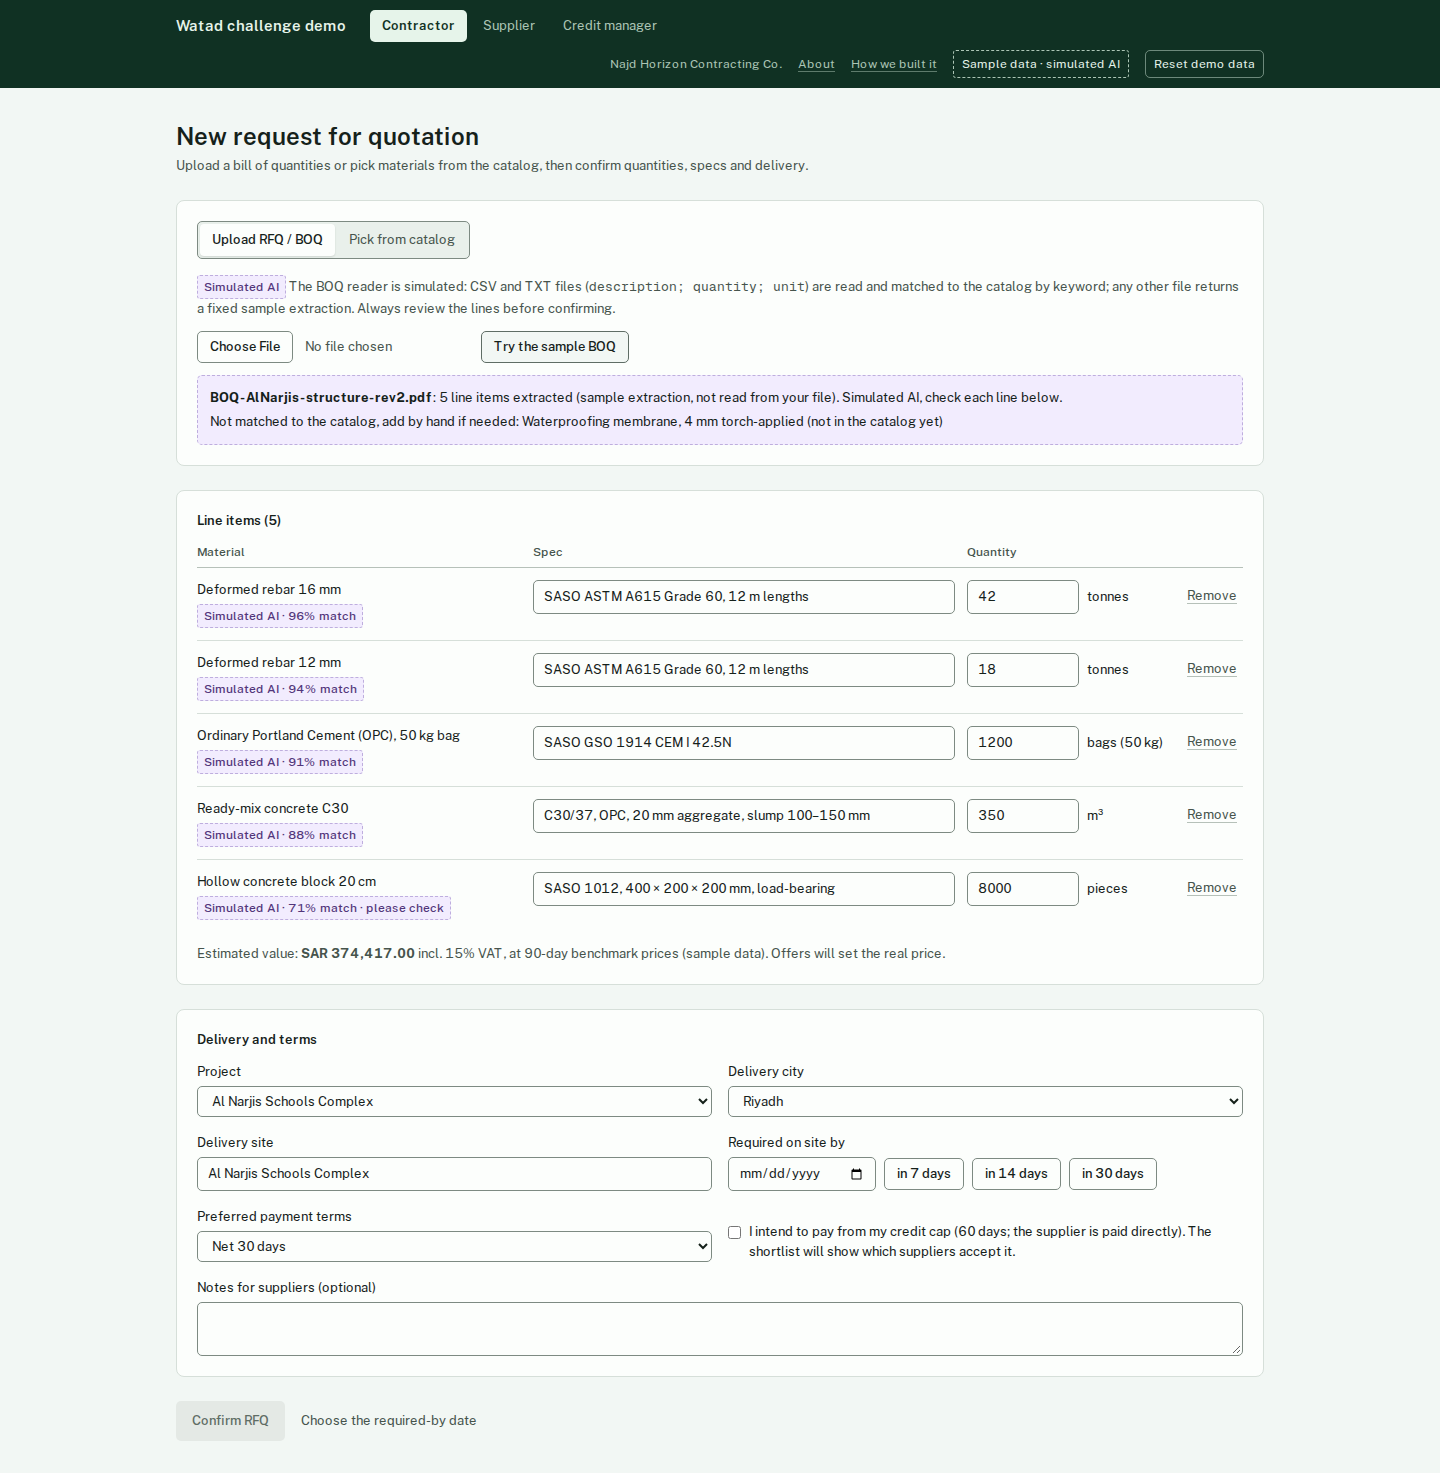 Watad challenge demo
Contractor
Supplier
Credit manager
Najd Horizon Contracting Co.
About
How we built it
Sample data · simulated AI
Reset demo data
New request for quotation
Upload a bill of quantities or pick materials from the catalog, then confirm quantities, specs and delivery.
Upload RFQ / BOQ
Pick from catalog
Simulated AI The BOQ reader is simulated: CSV and TXT files (description; quantity; unit) are read and matched to the catalog by keyword; any other file returns
a fixed sample extraction. Always review the lines before confirming.
Choose File
No file chosen
Try the sample BOQ
BOQ-AlNarjis-structure-rev2.pdf: 5 line items extracted (sample extraction, not read from your file). Simulated AI, check each line below.
Not matched to the catalog, add by hand if needed: Waterproofing membrane, 4 mm torch-applied (not in the catalog yet)
Line items (5)
Material
Spec
Quantity
Deformed rebar 16 mm
Simulated AI · 96% match
SASO ASTM A615 Grade 60, 12 m lengths
42
tonnes
Remove
Deformed rebar 12 mm
Simulated AI · 94% match
SASO ASTM A615 Grade 60, 12 m lengths
18
tonnes
Remove
Ordinary Portland Cement (OPC), 50 kg bag
Simulated AI · 91% match
SASO GSO 1914 CEM I 42.5N
1200
bags (50 kg)
Remove
Ready-mix concrete C30
Simulated AI · 88% match
C30/37, OPC, 20 mm aggregate, slump 100–150 mm
350
m³
Remove
Hollow concrete block 20 cm
Simulated AI · 71% match · please check
SASO 1012, 400 × 200 × 200 mm, load-bearing
8000
pieces
Remove
Estimated value: SAR 374,417.00 incl. 15% VAT, at 90-day benchmark prices (sample data). Offers will set the real price.
Delivery and terms
Project
Al Narjis Schools Complex
Delivery city
Riyadh
Delivery site
Al Narjis Schools Complex
Required on site by
mm/dd/yyyy
in 7 days
in 14 days
in 30 days
Preferred payment terms
Net 30 days
I intend to pay from my credit cap (60 days; the supplier is paid directly). The
shortlist will show which suppliers accept it.
Notes for suppliers (optional)
Confirm RFQ
Choose the required-by date